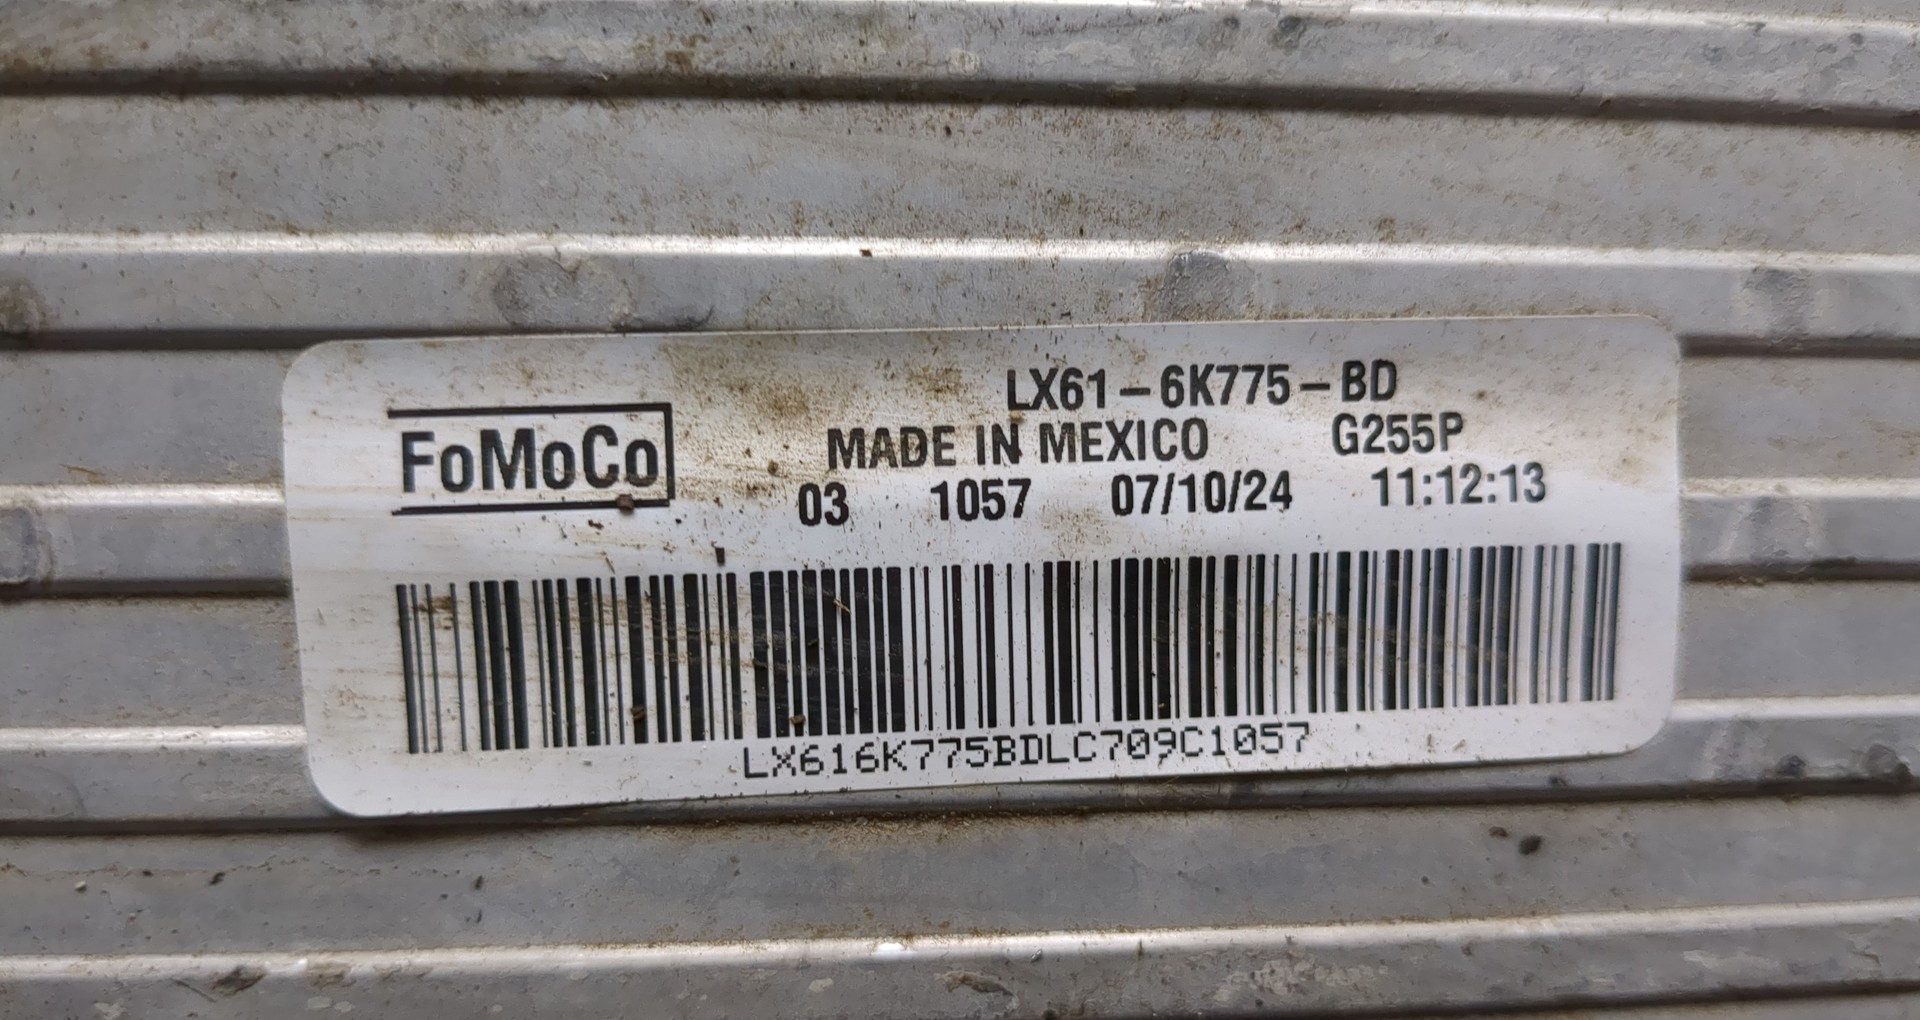 LX61-6K775-BD
FoMoCo MADE IN MEXICO G255P
03 1057 07/10/24 11:12:13
LX616K775BDLC709C1057